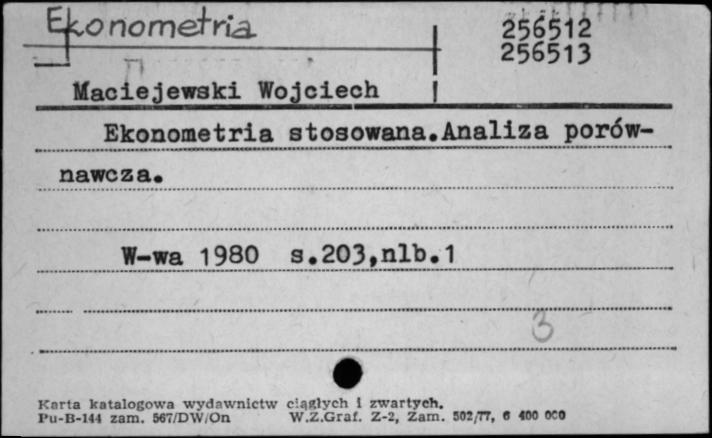 Ekonometria
256512
256513
Maciejewski Wojciech
Ekonometria stosowana.Analiza porów-
nawcza.
W-wa 1980 s.203,nlb.1
3
Karta katalogowa wydawnictw ciągłych i zwartych.
Pu-B-144 zam. 567/DW/On W.Z.Graf. Z-2, Zam. 502/77, 6 400 000